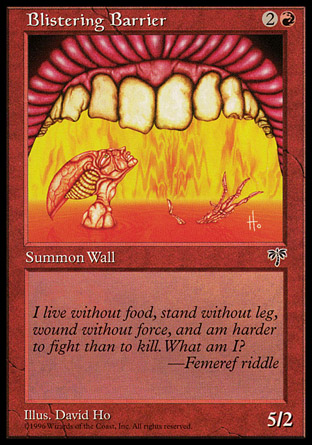 Blistering Barrier 2
Ho
Summon Wall
I live without food, stand without leg,
wound without force, and am harder
to fight than to kill. What am I?
—Femeref riddle
Illus. David Ho
©1996 Wizards of the Coast, Inc. All rights reserved.
5/2